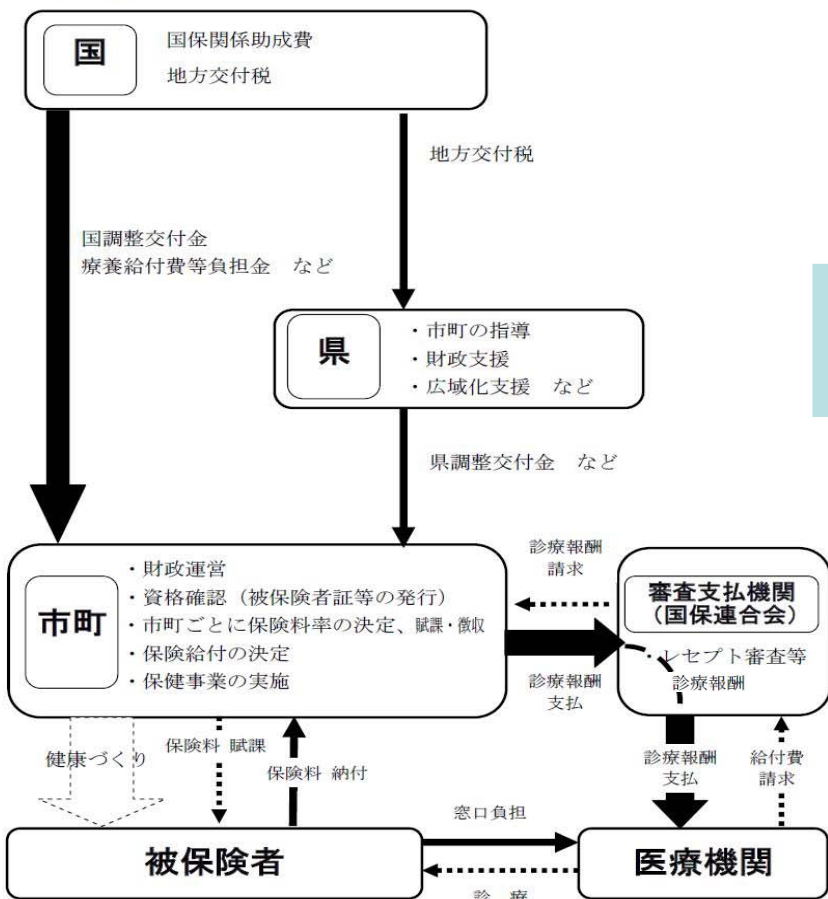 国
国保関係助成費
地方交付税
地方交付税
国調整交付金
療養給付費等負担金　など
県
・市町の指導
・財政支援
・広域化支援　など
県調整交付金　など
市町
・財政運営
・資格確認（被保険者証等の発行）
・市町ごとに保険料率の決定、賦課・徴収
・保険給付の決定
・保健事業の実施
診療報酬
請求
診療報酬
支払
審査支払機関
（国保連合会）
・レセプト審査等
診療報酬
健康づくり
保険料 賦課
保険料 納付
診療報酬
支払
給付費
請求
被保険者
窓口負担
診　療
医療機関